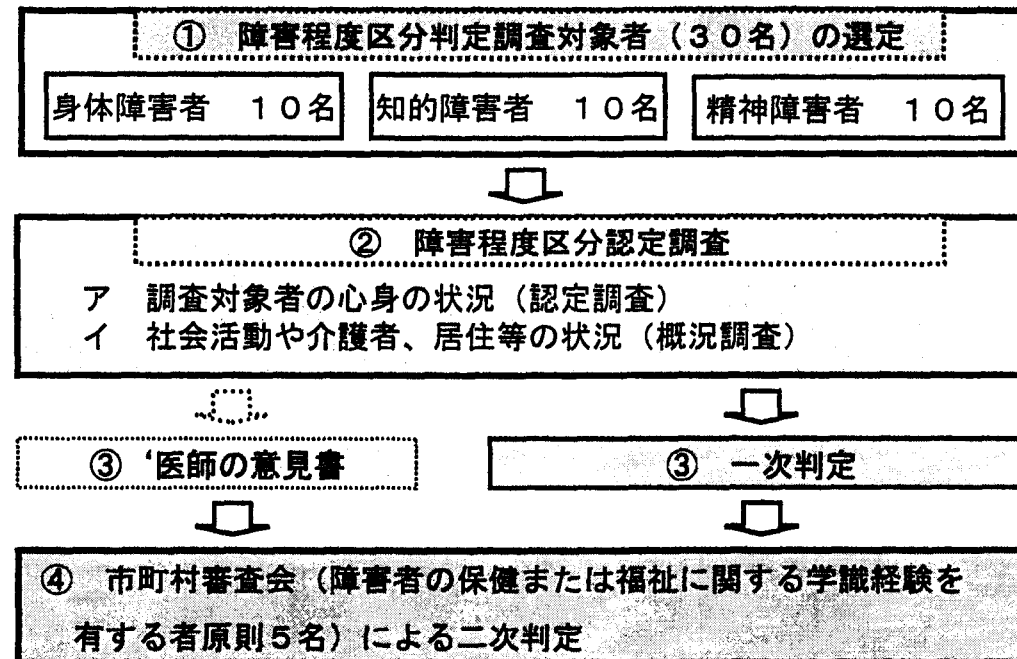 ① 障害程度区分判定調査対象者（３０名）の選定
身体障害者 １０名
知的障害者 １０名
精神障害者 １０名
② 障害程度区分認定調査
ア 調査対象者の心身の状況（認定調査）
イ 社会活動や介護者、居住等の状況（概況調査）
③ ‘医師の意見書
③ 一次判定
④ 市町村審査会（障害者の保健または福祉に関する学識経験を
有する者原則５名）による二次判定